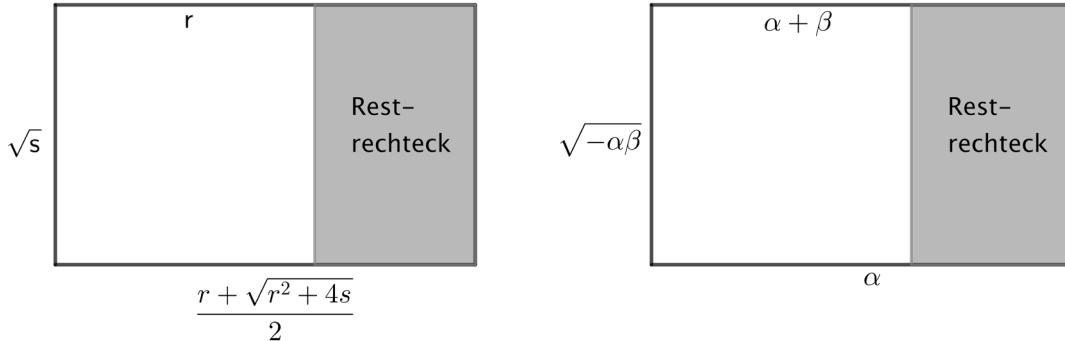 r
Rest-
rechteck
√s
r + √(r² + 4s)
2
α + β
Rest-
rechteck
√(−αβ)
α